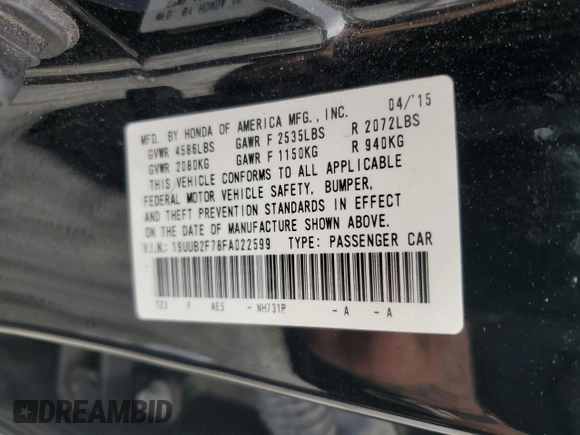 MFD. BY HONDA OF AMERICA MFG., INC. 04/'15
GVWR 4586LBS GAWR F 2535LBS R 2072LBS
GVWR 2080KG GAWR F 1150KG R 940KG
THIS VEHICLE CONFORMS TO ALL APPLICABLE
FEDERAL MOTOR VEHICLE SAFETY, BUMPER,
AND THEFT PREVENTION STANDARDS IN EFFECT
ON THE DATE OF MANUFACTURE SHOWN ABOVE.
V.I.N.: 19UUB2F78FA022599 TYPE: PASSENGER CAR
T23 F AES - NH731P - A - A
DREAMBID